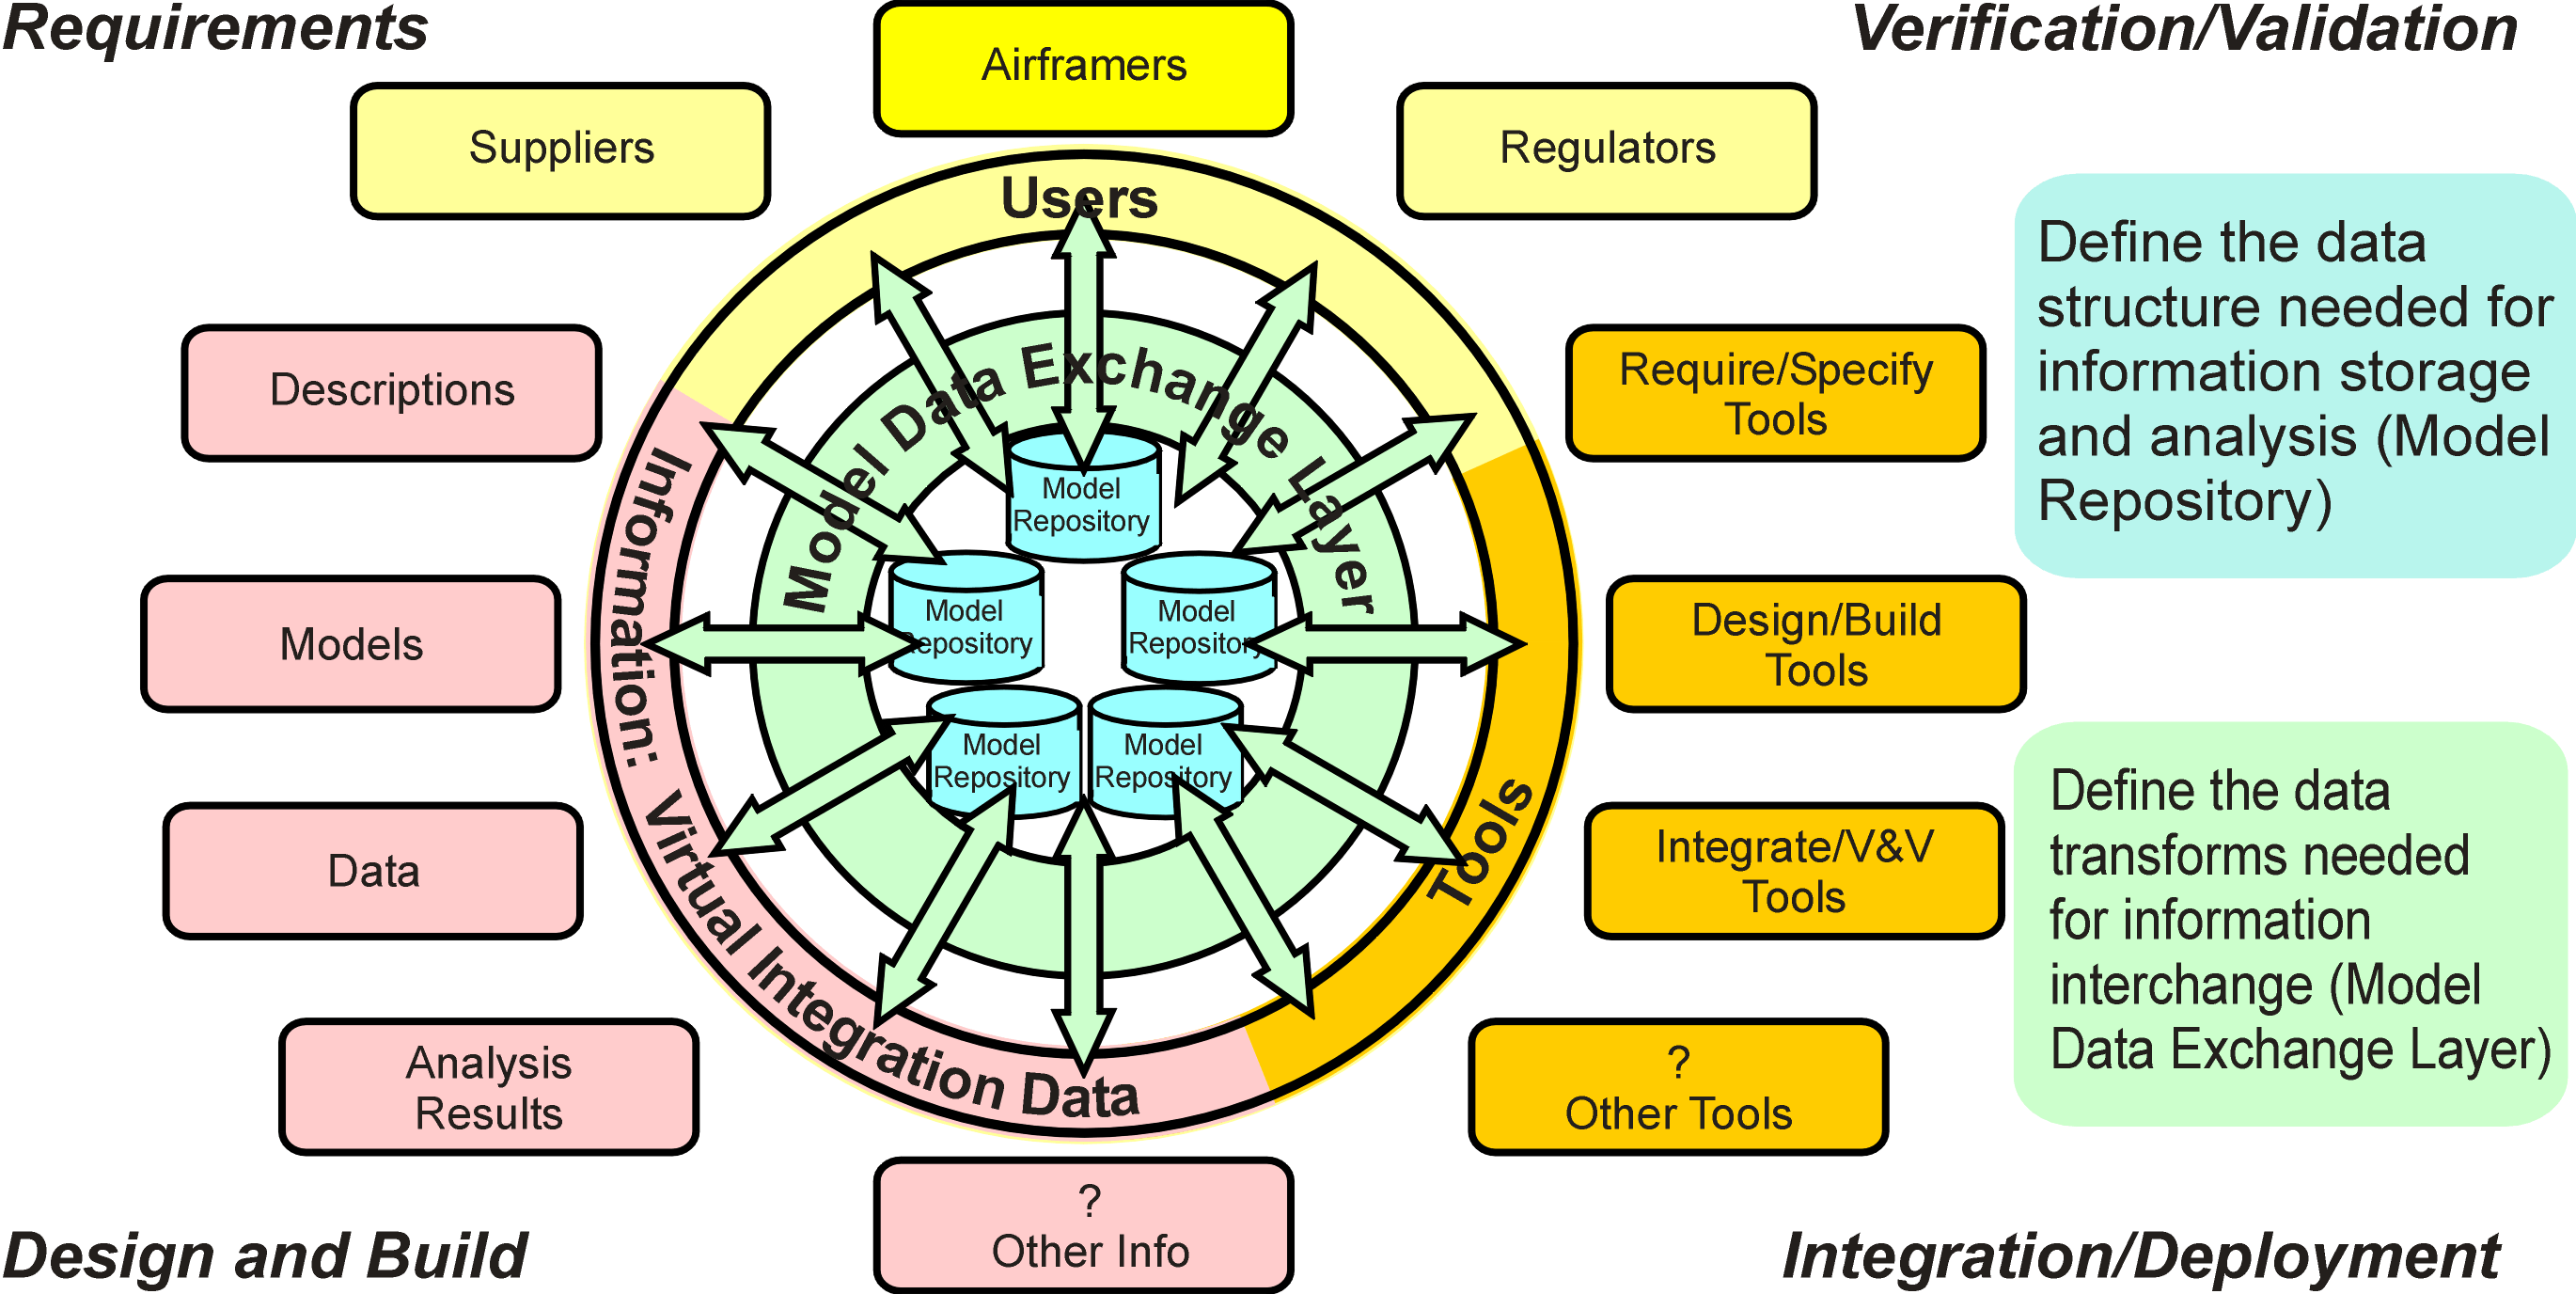 Requirements
Verification/Validation
Airframers
Suppliers
Regulators
Users
Define the data
structure needed for
information storage
and analysis (Model
Repository)
Descriptions
Require/Specify
Tools
Model Data Exchange Layer
Model
Repository
Models
Information: Virtual Integration Data
Model
Repository
Model
Repository
Design/Build
Tools
Model
Repository
Model
Repository
Tools
Data
Integrate/V&V
Tools
Define the data
transforms needed
for information
interchange (Model
Data Exchange Layer)
Analysis
Results
?
Other Tools
?
Other Info
Design and Build
Integration/Deployment